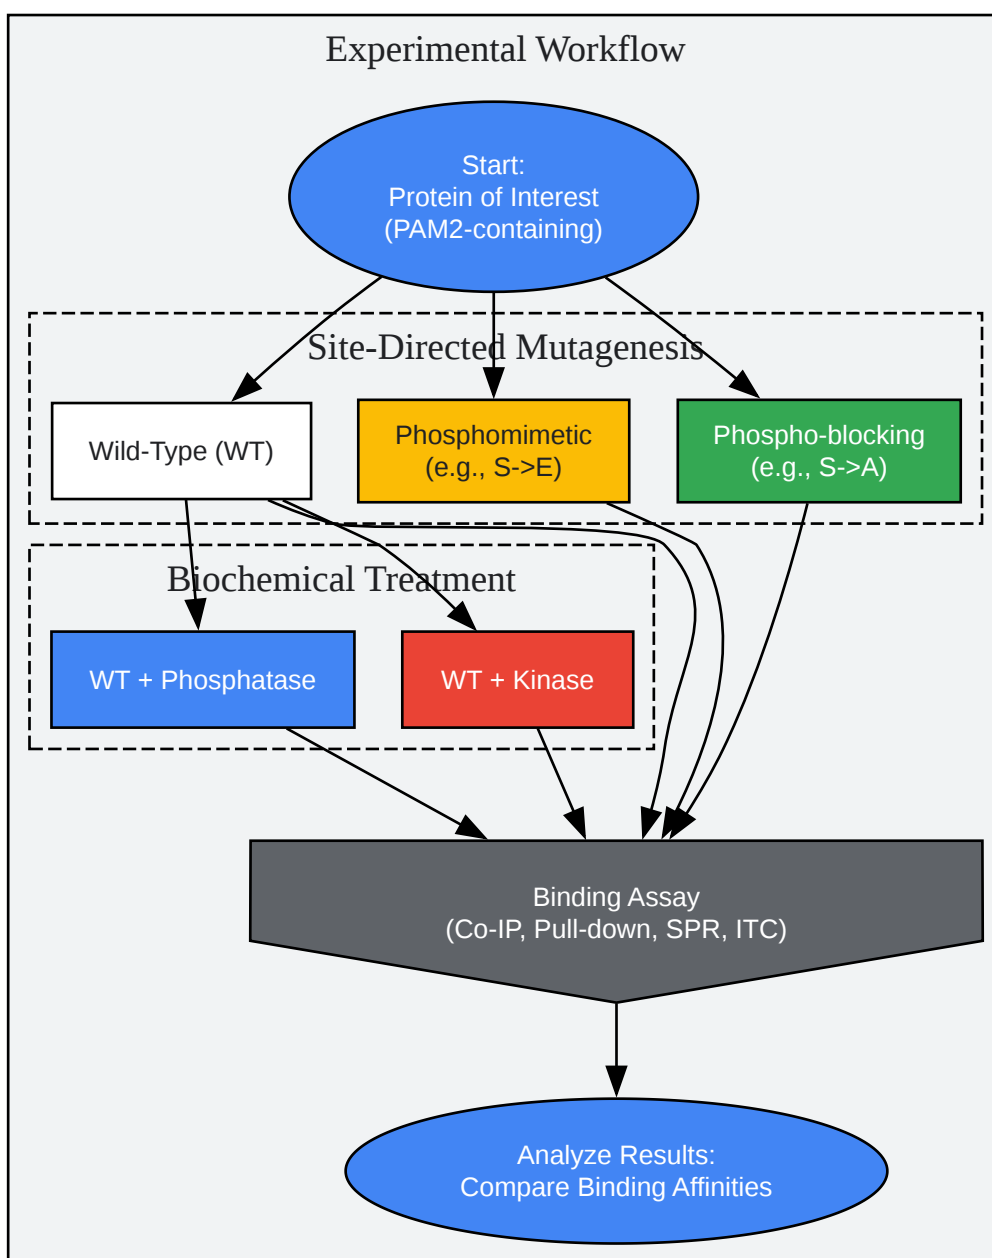 Experimental Workflow
Start:
Protein of Interest
(PAM2-containing)
Site-Directed Mutagenesis
Wild-Type (WT)
Phosphomimetic
(e.g., S->E)
Phospho-blocking
(e.g., S->A)
Biochemical Treatment
WT + Phosphatase
WT + Kinase
Binding Assay
(Co-IP, Pull-down, SPR, ITC)
Analyze Results:
Compare Binding Affinities